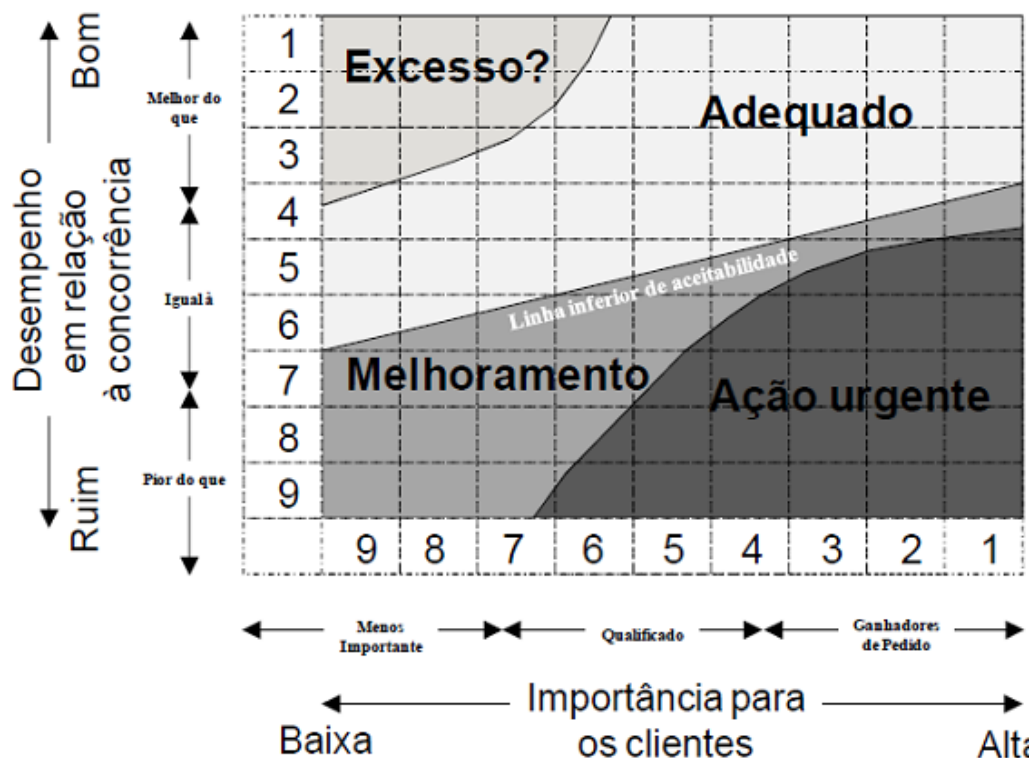 Desempenho
em relação
à concorrência
Bom
Ruim
Melhor do
que
Igual à
Pior do que
1
2
3
4
5
6
7
8
9
Excesso?
Adequado
Linha inferior de aceitabilidade
Melhoramento
Ação urgente
9 8 7 6 5 4 3 2 1
Menos
Importante
Qualificado
Ganhadores
de Pedido
Importância para
os clientes
Baixa
Alta